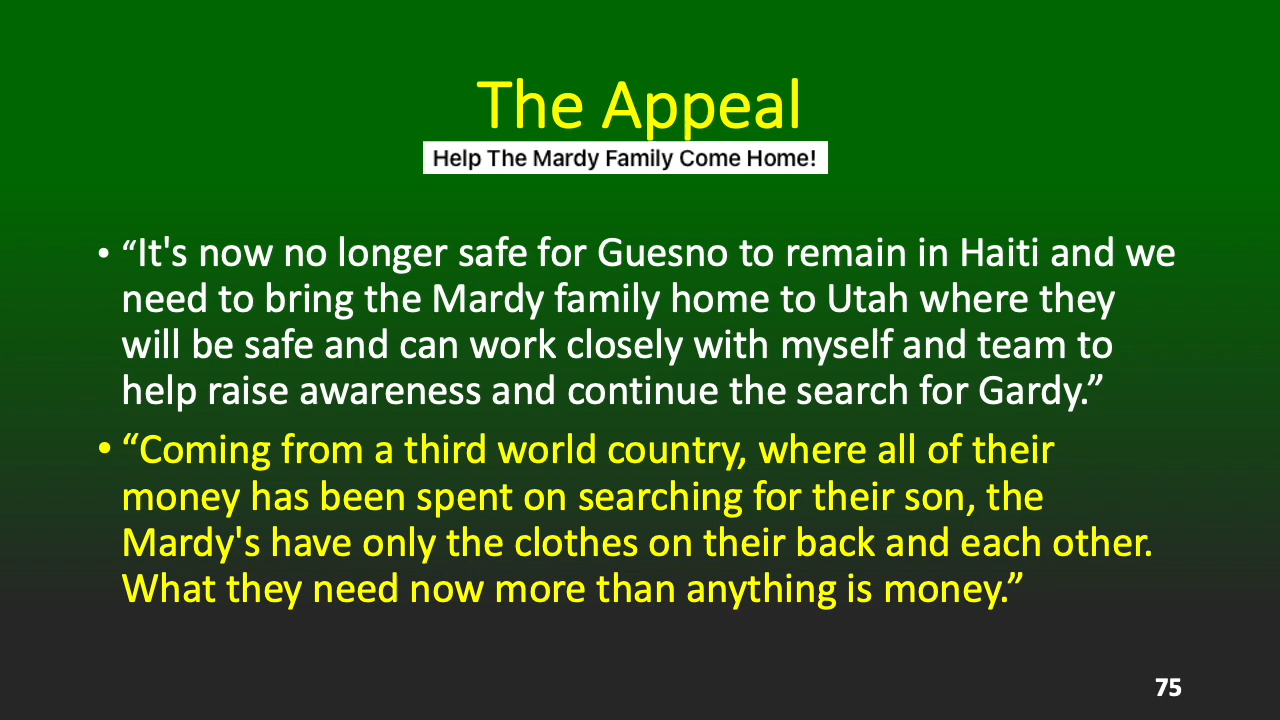 The Appeal
Help The Mardy Family Come Home!
• “It's now no longer safe for Guesno to remain in Haiti and we
need to bring the Mardy family home to Utah where they
will be safe and can work closely with myself and team to
help raise awareness and continue the search for Gardy.”
• “Coming from a third world country, where all of their
money has been spent on searching for their son, the
Mardy's have only the clothes on their back and each other.
What they need now more than anything is money.”
75